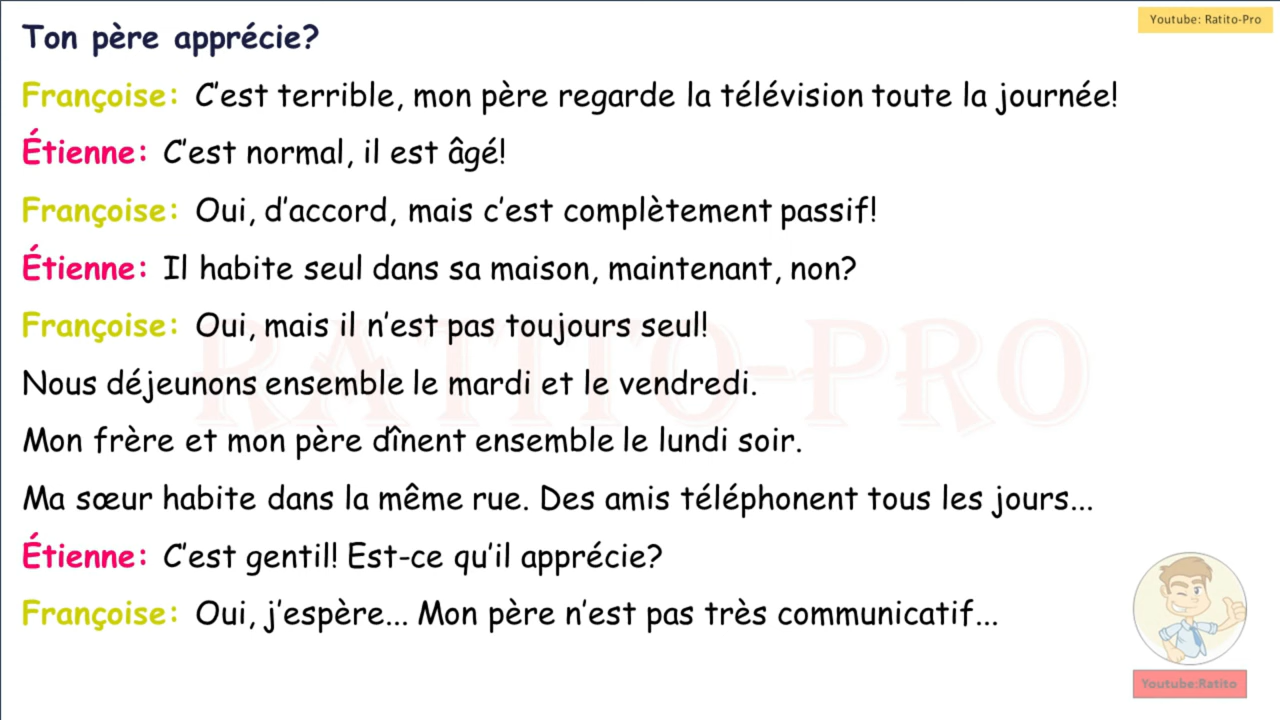 Youtube: Ratito-Pro
Ton père apprécie?
Françoise: C'est terrible, mon père regarde la télévision toute la journée!
Étienne: C'est normal, il est âgé!
Françoise: Oui, d'accord, mais c'est complètement passif!
Étienne: Il habite seul dans sa maison, maintenant, non?
Françoise: Oui, mais il n'est pas toujours seul!
Nous déjeunons ensemble le mardi et le vendredi.
Mon frère et mon père dînent ensemble le lundi soir.
Ma sœur habite dans la même rue. Des amis téléphonent tous les jours...
Étienne: C'est gentil! Est-ce qu'il apprécie?
Françoise: Oui, j'espère... Mon père n'est pas très communicatif...
RATITO-PRO
Youtube:Ratito